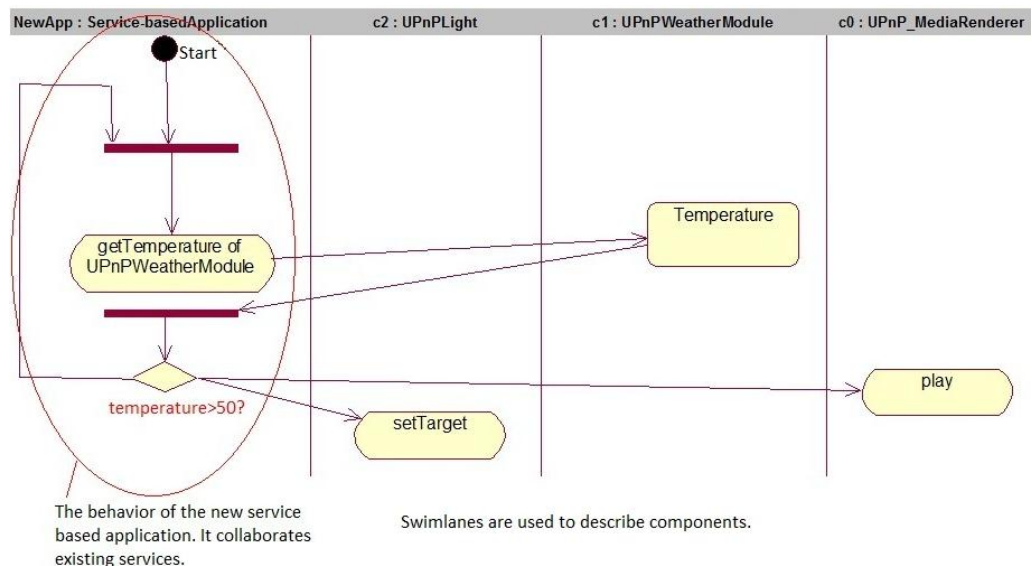 NewApp : Service-basedApplication
c2 : UPnPLight
c1 : UPnPWeatherModule
c0 : UPnP_MediaRenderer
Start
Temperature
getTemperature of
UPnPWeatherModule
temperature>50?
play
setTarget
The behavior of the new service
based application. It collaborates
existing services.
Swimlanes are used to describe components.